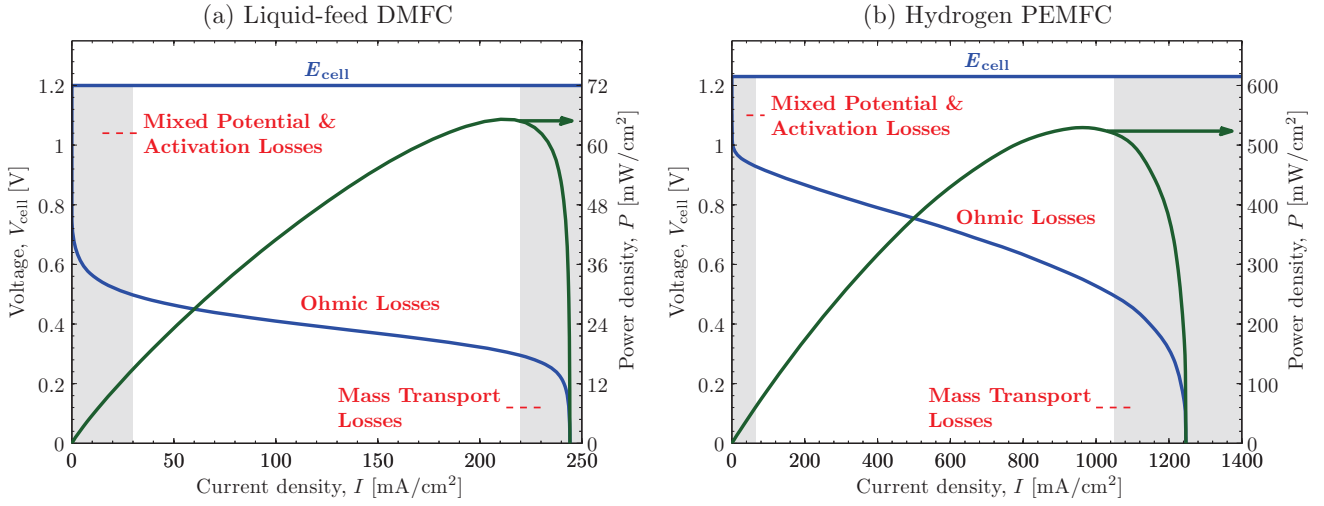 (a) Liquid-feed DMFC
E_cell
Mixed Potential &
Activation Losses
Ohmic Losses
Mass Transport
Losses
Voltage, V_cell [V]
0
0.2
0.4
0.6
0.8
1
1.2
0
50
100
150
200
250
Current density, I [mA/cm²]
0
12
24
36
48
60
72
Power density, P [mW/cm²]
(b) Hydrogen PEMFC
E_cell
Mixed Potential &
Activation Losses
Ohmic Losses
Mass Transport
Losses
Voltage, V_cell [V]
0
0.2
0.4
0.6
0.8
1
1.2
0
200
400
600
800
1000
1200
1400
Current density, I [mA/cm²]
0
100
200
300
400
500
600
Power density, P [mW/cm²]